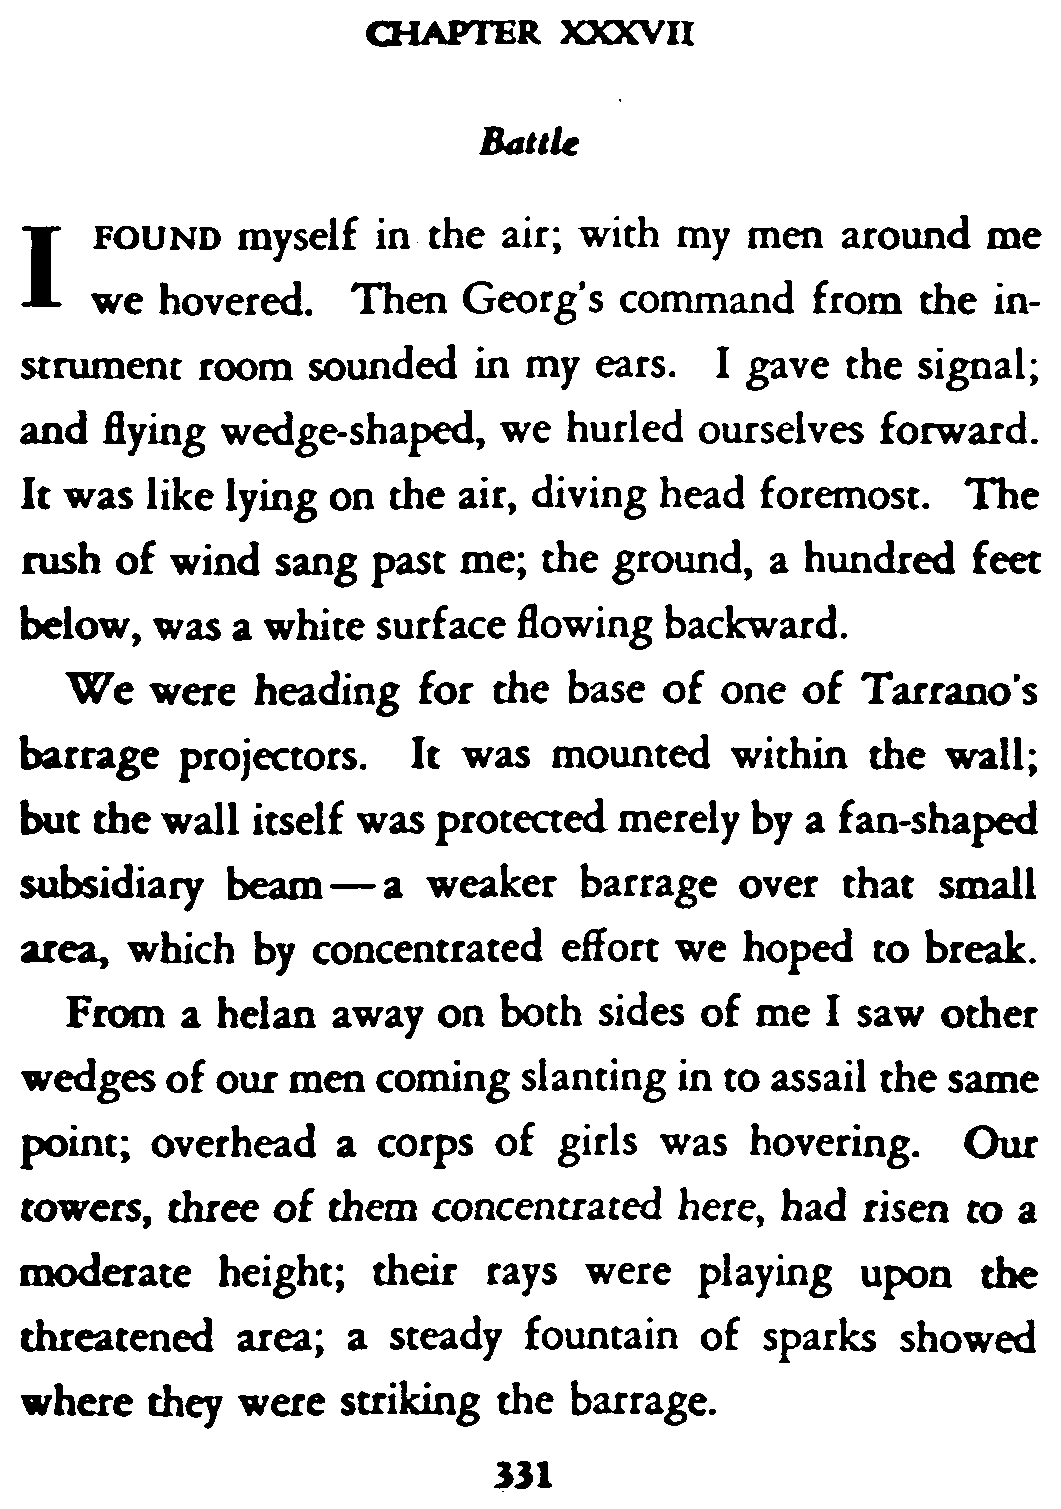 CHAPTER XXXVII
Battle
I FOUND myself in the air; with my men around me
we hovered. Then Georg's command from the in-
strument room sounded in my ears. I gave the signal;
and flying wedge-shaped, we hurled ourselves forward.
It was like lying on the air, diving head foremost. The
rush of wind sang past me; the ground, a hundred feet
below, was a white surface flowing backward.
We were heading for the base of one of Tarrano's
barrage projectors. It was mounted within the wall;
but the wall itself was protected merely by a fan-shaped
subsidiary beam—a weaker barrage over that small
area, which by concentrated effort we hoped to break.
From a helan away on both sides of me I saw other
wedges of our men coming slanting in to assail the same
point; overhead a corps of girls was hovering. Our
towers, three of them concentrated here, had risen to a
moderate height; their rays were playing upon the
threatened area; a steady fountain of sparks showed
where they were striking the barrage.
331